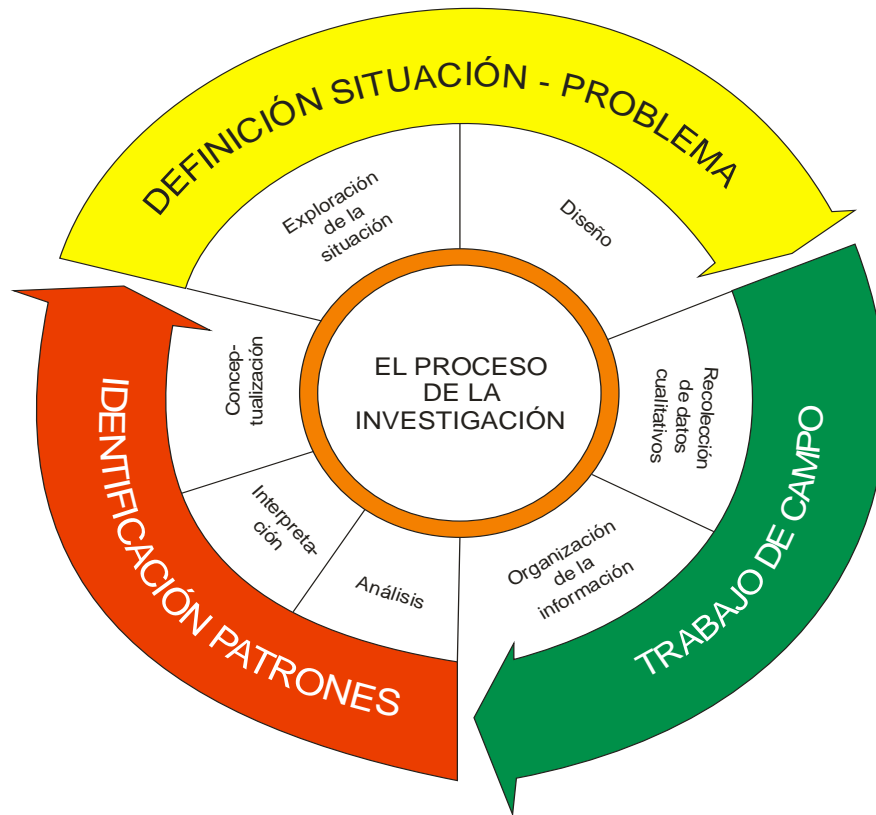 DEFINICIÓN SITUACIÓN - PROBLEMA
Exploración
de la
situación
Diseño
Recolección
de datos
cualitativos
TRABAJO DE CAMPO
Organización
de la
información
Análisis
Interpreta-
ción
Concep-
tualización
IDENTIFICACIÓN PATRONES
EL PROCESO
DE LA
INVESTIGACIÓN